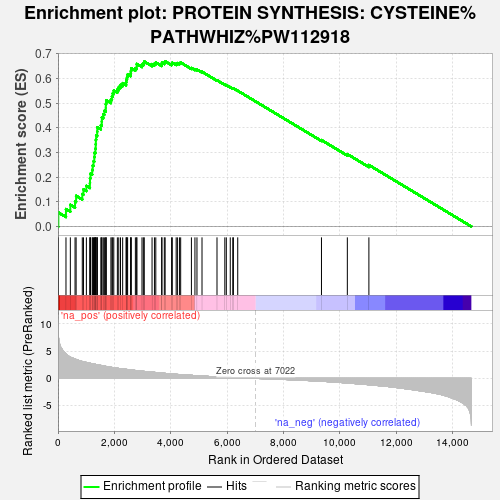 Enrichment plot: PROTEIN SYNTHESIS: CYSTEINE%
PATHWHIZ%PW112918
Enrichment score (ES)
0.7
0.6
0.5
0.4
0.3
0.2
0.1
0.0
'na_pos' (positively correlated)
Ranked list metric (PreRanked)
10
5
0
-5
Zero cross at 7022
'na_neg' (negatively correlated)
0
2,000
4,000
6,000
8,000
10,000
12,000
14,000
Rank in Ordered Dataset
Enrichment profile
Hits
Ranking metric scores